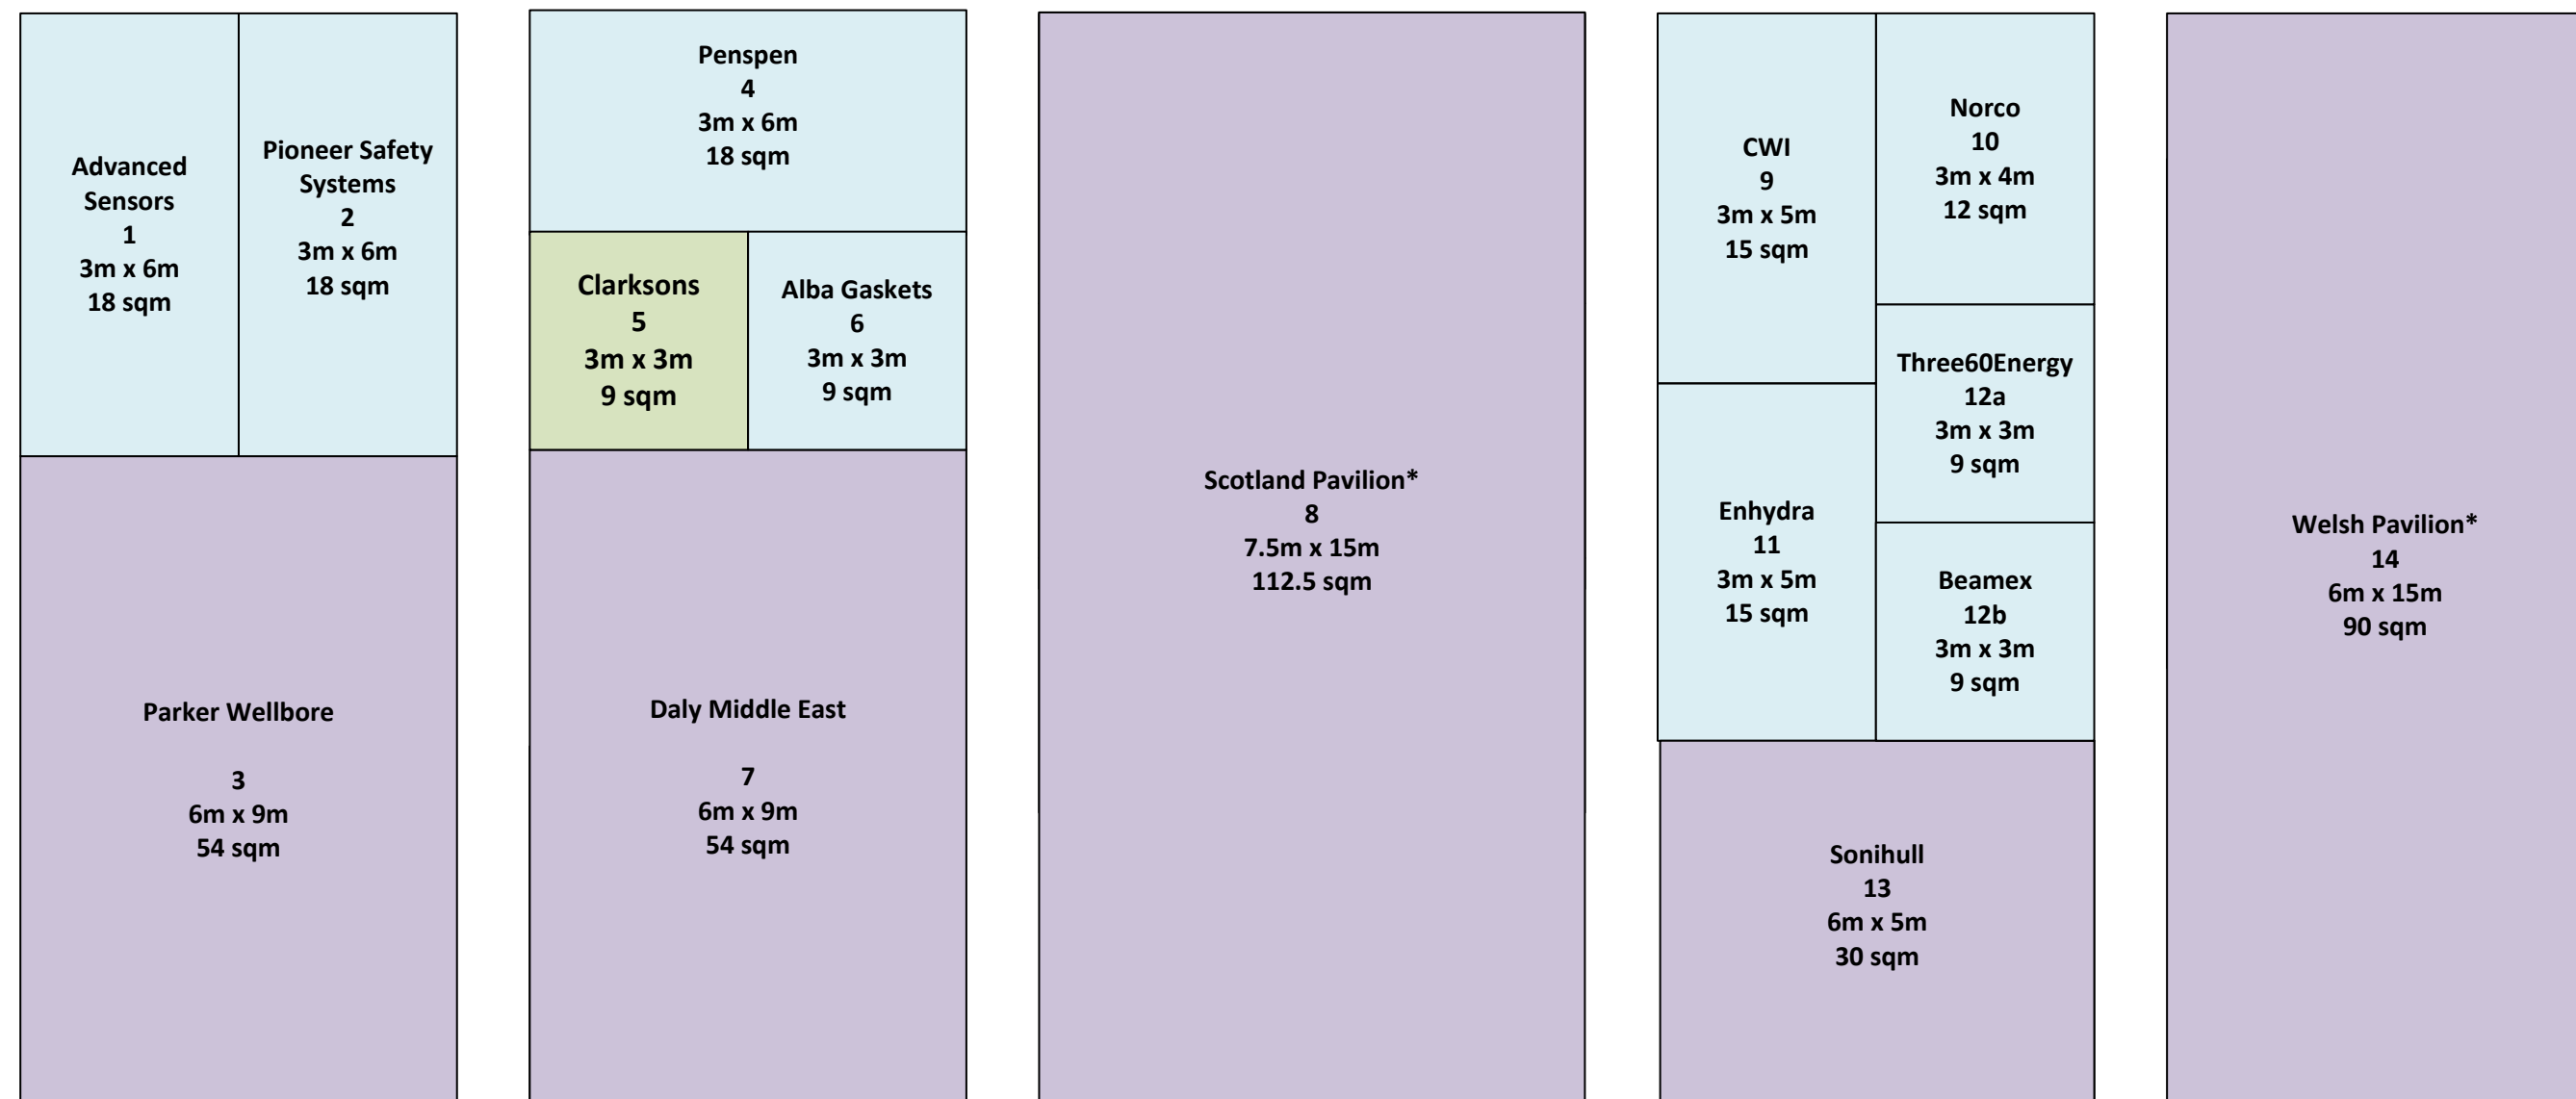 Advanced
Sensors
1
3m x 6m
18 sqm
Pioneer Safety
Systems
2
3m x 6m
18 sqm
Parker Wellbore
3
6m x 9m
54 sqm
Penspen
4
3m x 6m
18 sqm
Clarksons
5
3m x 3m
9 sqm
Alba Gaskets
6
3m x 3m
9 sqm
Daly Middle East
7
6m x 9m
54 sqm
Scotland Pavilion*
8
7.5m x 15m
112.5 sqm
CWI
9
3m x 5m
15 sqm
Norco
10
3m x 4m
12 sqm
Enhydra
11
3m x 5m
15 sqm
Three60Energy
12a
3m x 3m
9 sqm
Beamex
12b
3m x 3m
9 sqm
Sonihull
13
6m x 5m
30 sqm
Welsh Pavilion*
14
6m x 15m
90 sqm